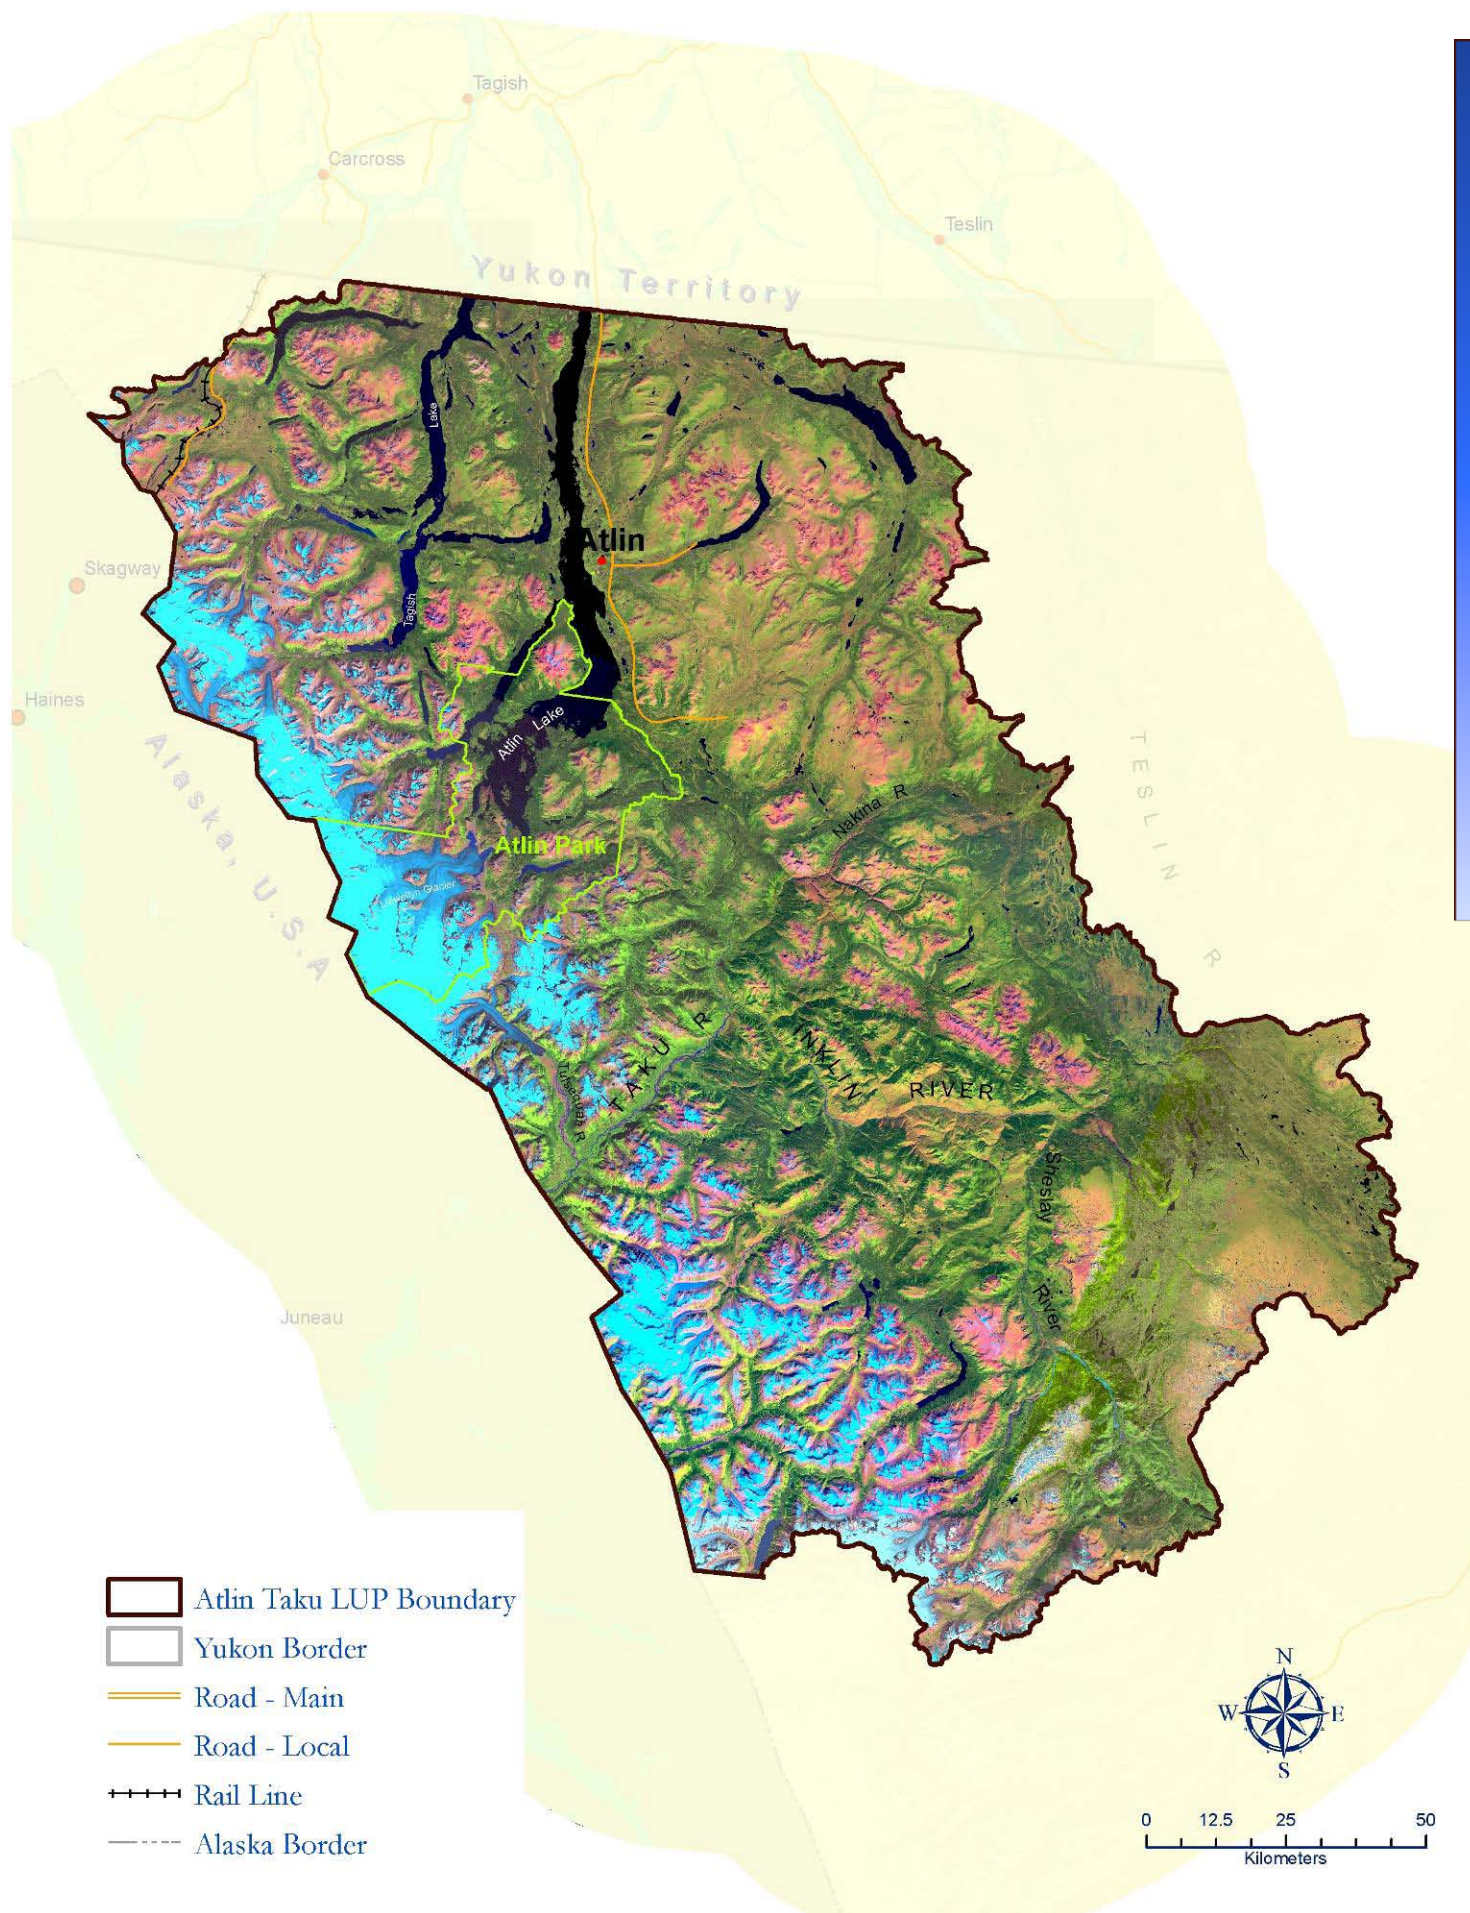 Tagish
Carcross
Teslin
Yukon Territory
Lake
Atlin
Skagway
Tagish
Haines
Atlin Lake
Alaska, U.S.A
TESLIN R
Nakina R
Atlin Park
Glacier
TAKU R
INKLIN RIVER
Tulsequah R
Sheslay River
Juneau
Atlin Taku LUP Boundary
Yukon Border
Road - Main
Road - Local
Rail Line
Alaska Border
N
W E
S
0 12.5 25 50
Kilometers